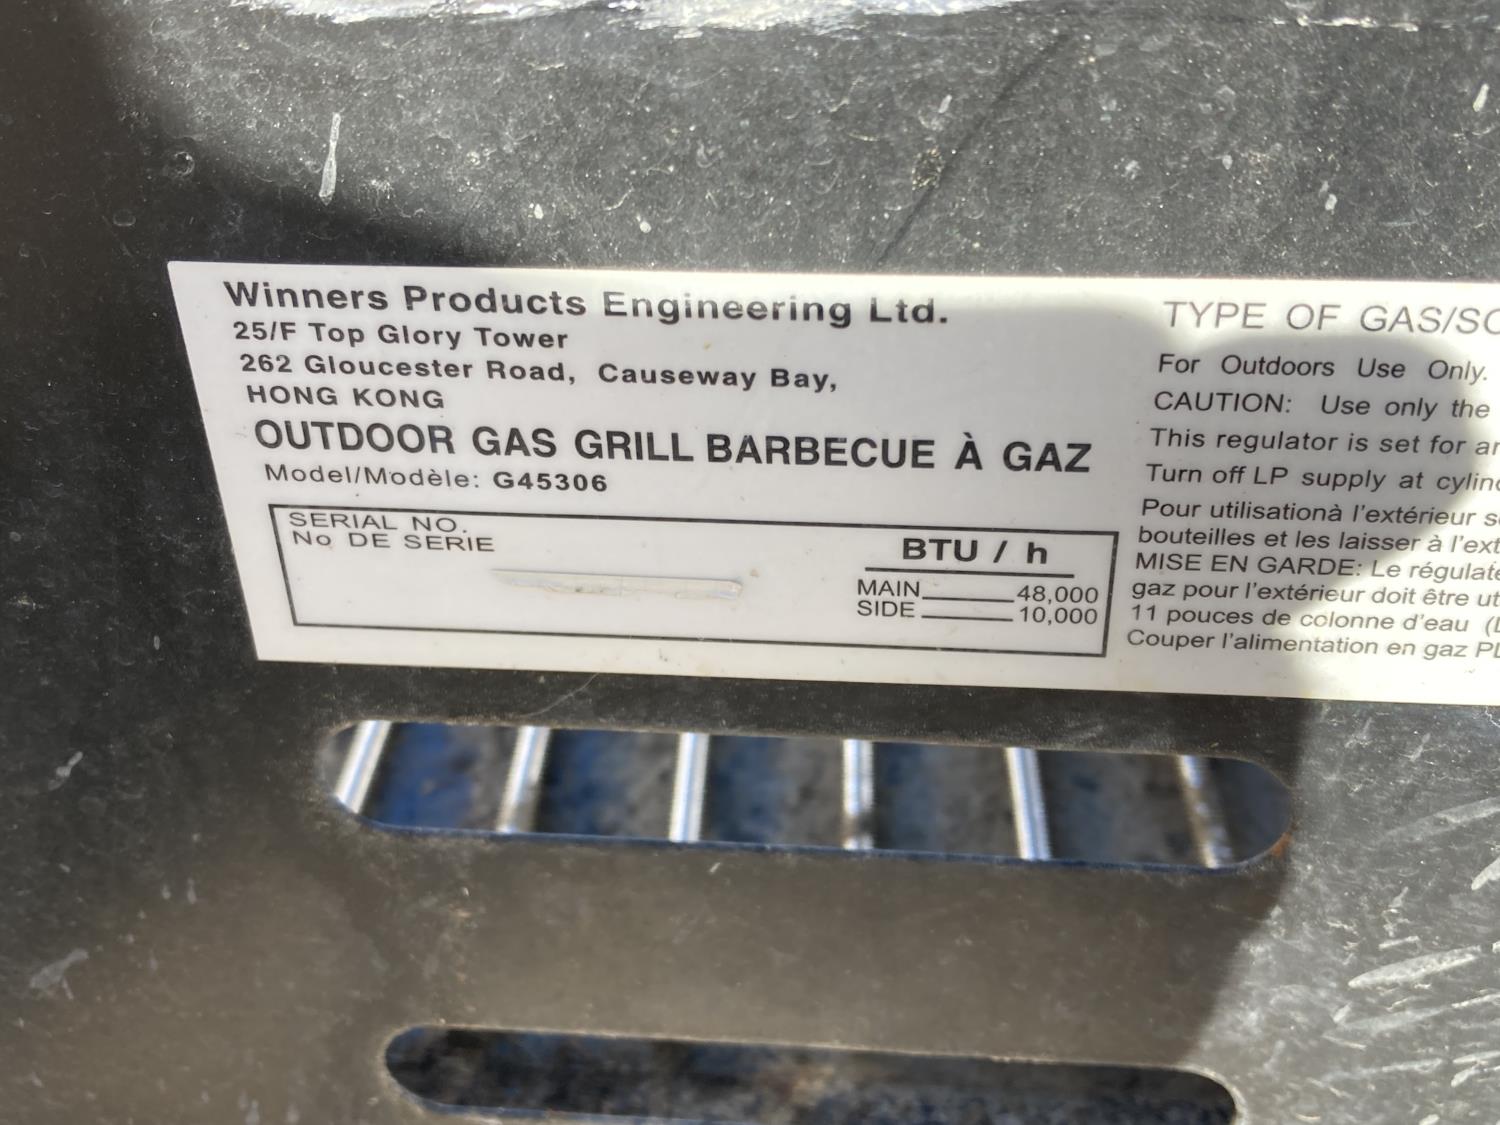 Winners Products Engineering Ltd.
25/F Top Glory Tower
262 Gloucester Road, Causeway Bay,
HONG KONG
OUTDOOR GAS GRILL BARBECUE À GAZ
Model/Modèle: G45306
SERIAL NO.
No DE SERIE
BTU / h
MAIN 48,000
SIDE 10,000
TYPE OF GAS/SO
For Outdoors Use Only.
CAUTION: Use only the
This regulator is set for an
Turn off LP supply at cylind
Pour utilisationà l'extérieur s
bouteilles et les laisser à l'ext
MISE EN GARDE: Le régulate
gaz pour l'extérieur doit être ut
11 pouces de colonne d'eau (
Couper l'alimentation en gaz PL